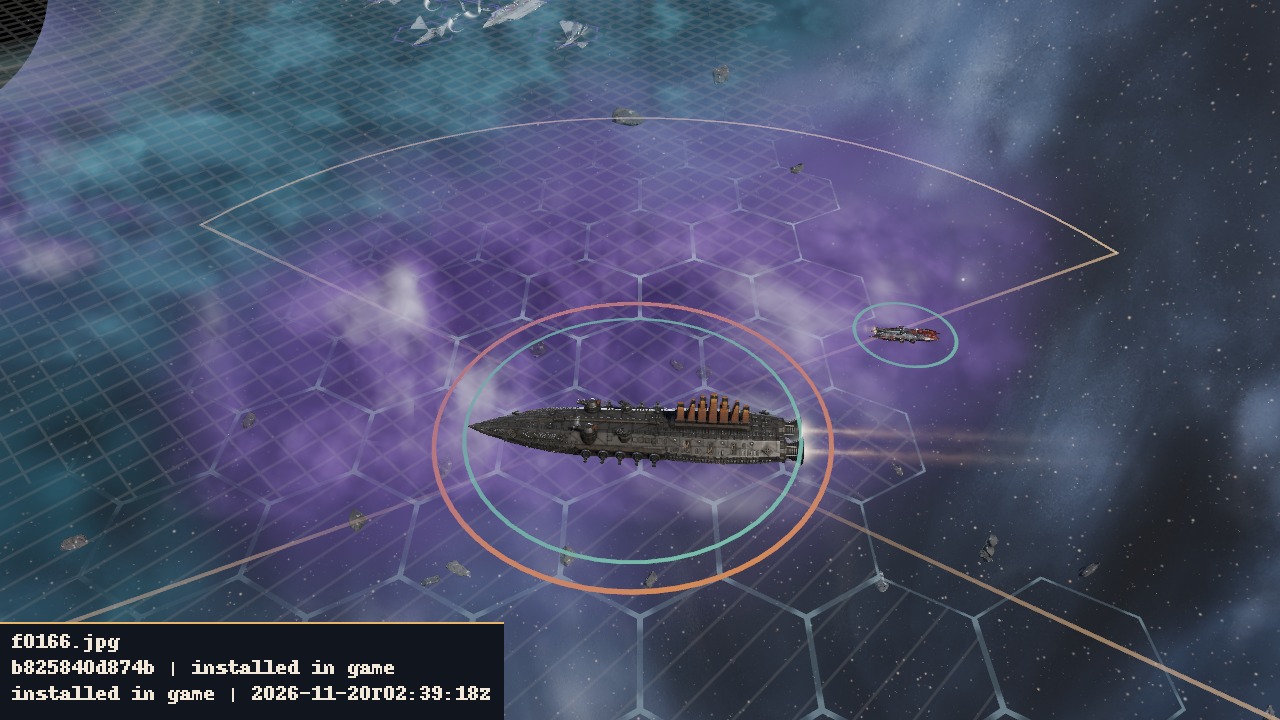 f0166.jpg
b825840d874b | installed in game
installed in game | 2026-11-20T02:39:18Z